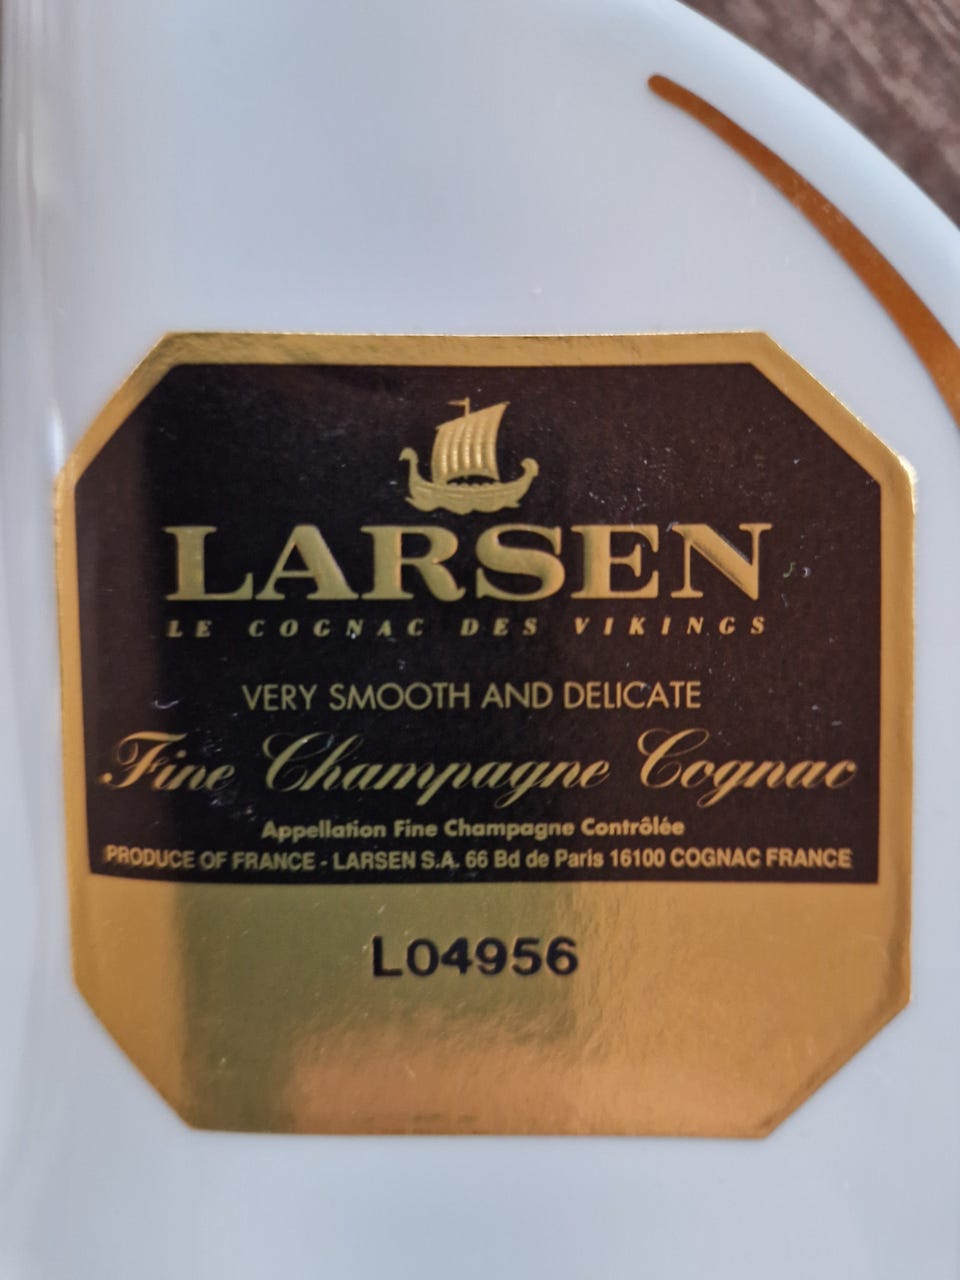 LARSEN
LE COGNAC DES VIKINGS
VERY SMOOTH AND DELICATE
Fine Champagne Cognac
Appellation Fine Champagne Contrôlée
PRODUCE OF FRANCE - LARSEN S.A. 66 Bd de Paris 16100 COGNAC FRANCE
L04956